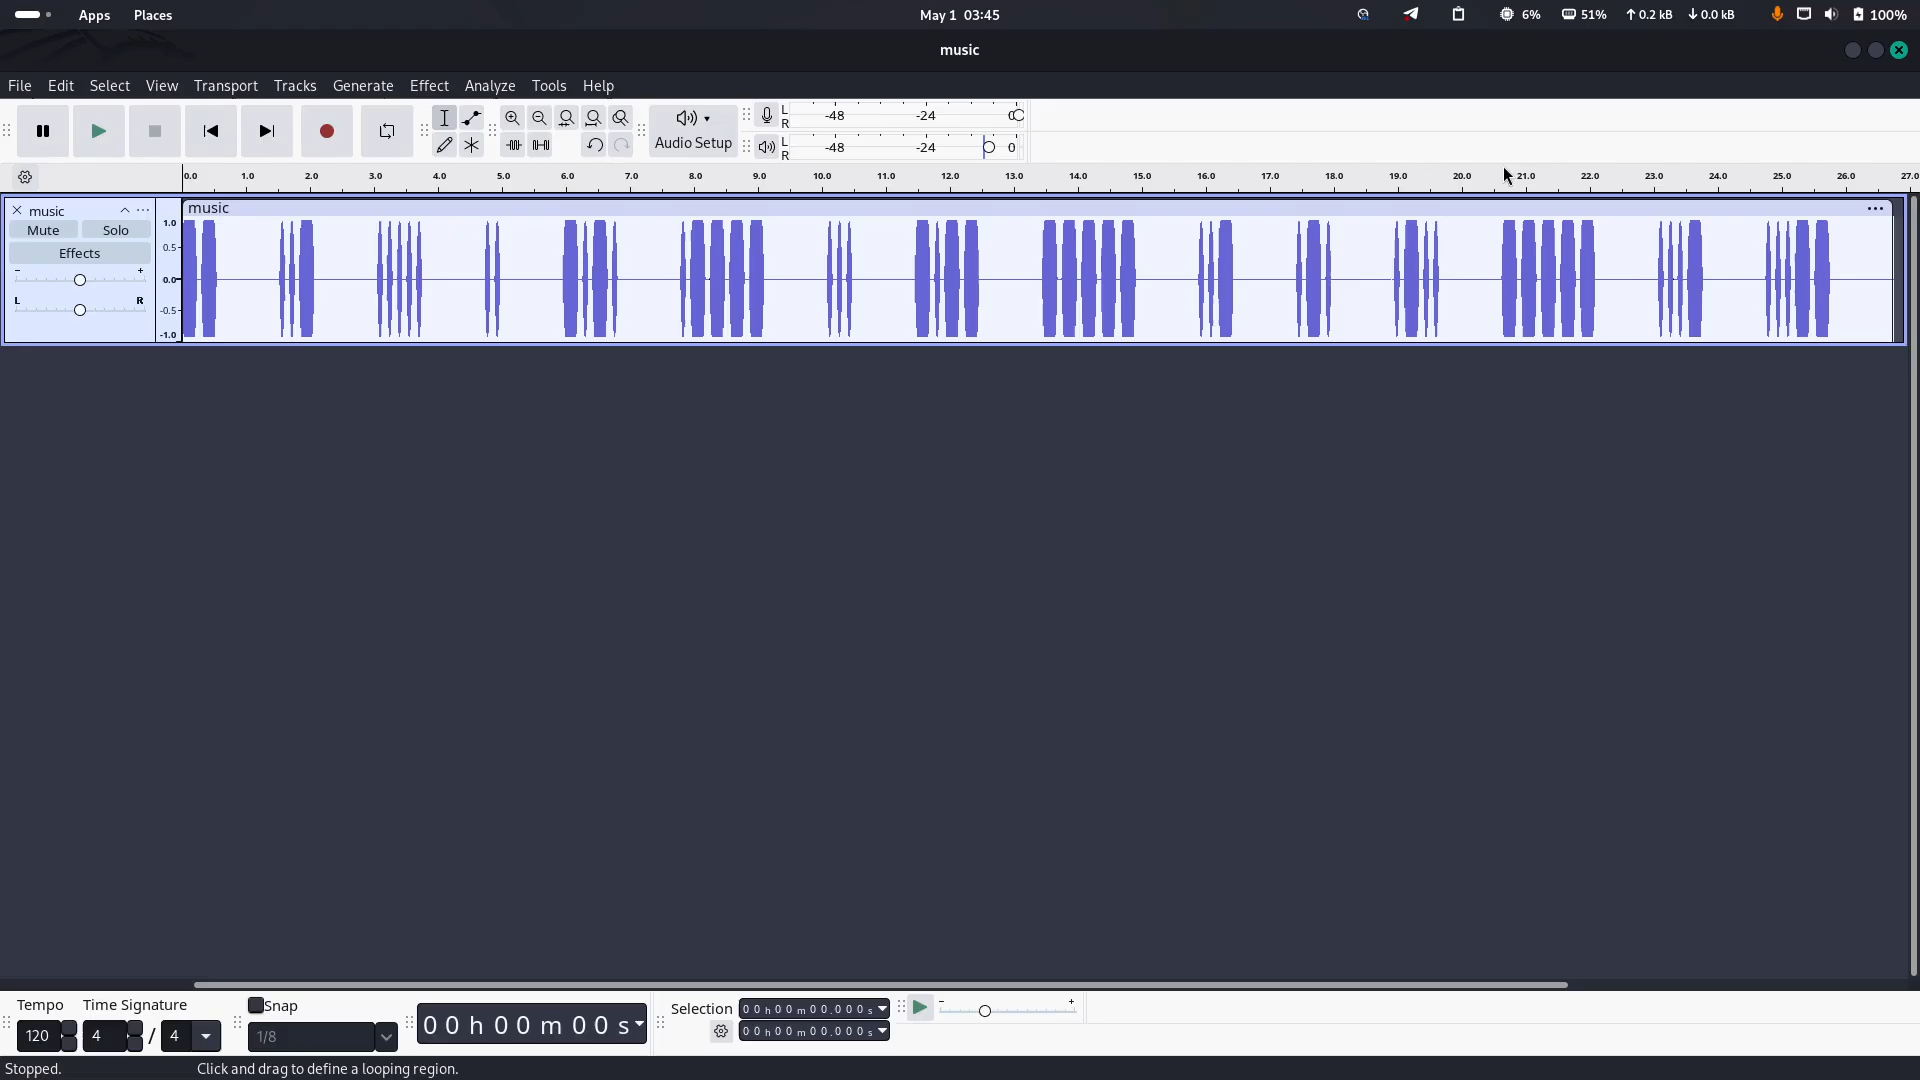 Apps Places May 1 03:45 6% 51% 0.2 kB 0.0 kB 100%
music
File Edit Select View Transport Tracks Generate Effect Analyze Tools Help
L R -48 -24 0
Audio Setup
L R -48 -24 0
0.0 1.0 2.0 3.0 4.0 5.0 6.0 7.0 8.0 9.0 10.0 11.0 12.0 13.0 14.0 15.0 16.0 17.0 18.0 19.0 20.0 21.0 22.0 23.0 24.0 25.0 26.0 27.0
music music
Mute Solo 1.0
0.5
Effects
- + 0.0
L R -0.5
-1.0
Tempo Time Signature Snap
120 4 / 4 1/8 00h00m00s
Selection 00h00m00.000s - +
00h00m00.000s
Stopped. Click and drag to define a looping region.